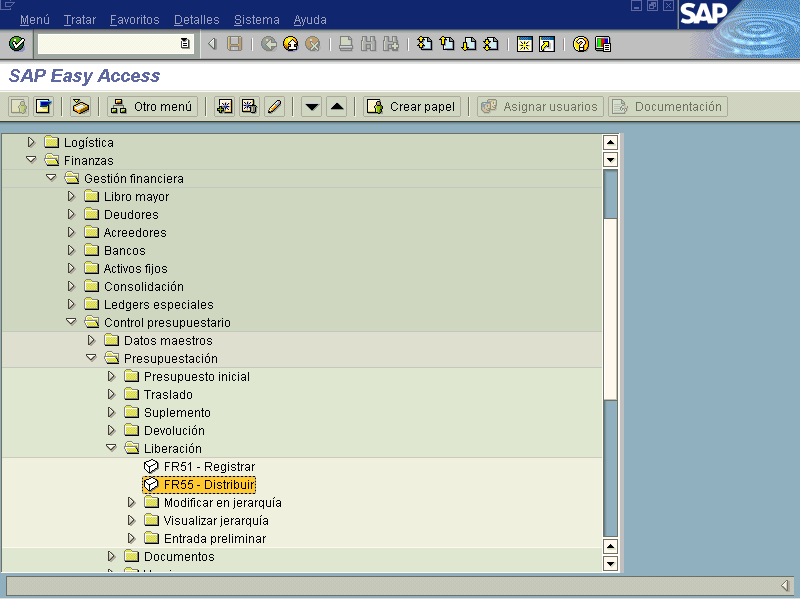 Menú Tratar Favoritos Detalles Sistema Ayuda
SAP
SAP Easy Access
Otro menú Crear papel Asignar usuarios Documentación
Logística
Finanzas
Gestión financiera
Libro mayor
Deudores
Acreedores
Bancos
Activos fijos
Consolidación
Ledgers especiales
Control presupuestario
Datos maestros
Presupuestación
Presupuesto inicial
Traslado
Suplemento
Devolución
Liberación
FR51 - Registrar
FR55 - Distribuir
Modificar en jerarquía
Visualizar jerarquía
Entrada preliminar
Documentos